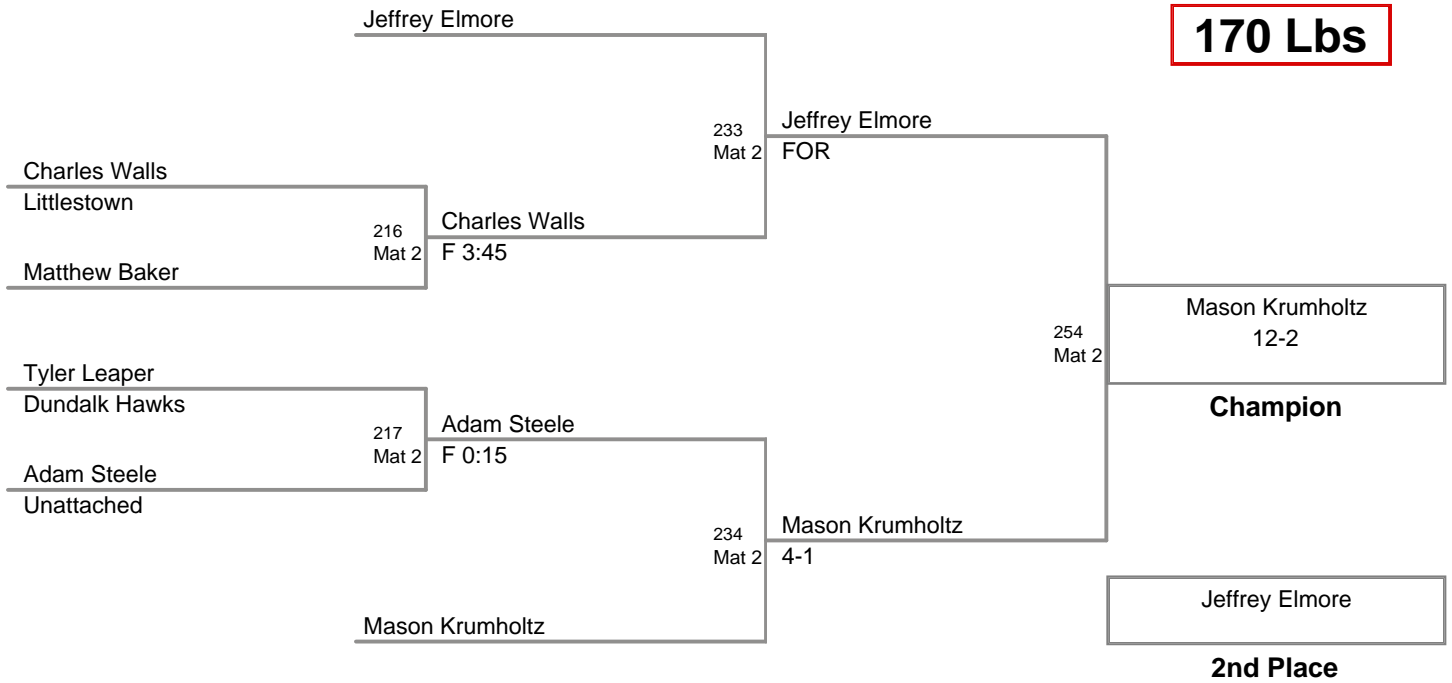 Jeffrey Elmore
170 Lbs
233
Mat 2
Jeffrey Elmore
FOR
Charles Walls
Littlestown
216
Mat 2
Charles Walls
F 3:45
Matthew Baker
254
Mat 2
Mason Krumholtz
12-2
Champion
Tyler Leaper
Dundalk Hawks
217
Mat 2
Adam Steele
F 0:15
Adam Steele
Unattached
234
Mat 2
Mason Krumholtz
4-1
Mason Krumholtz
Jeffrey Elmore
2nd Place